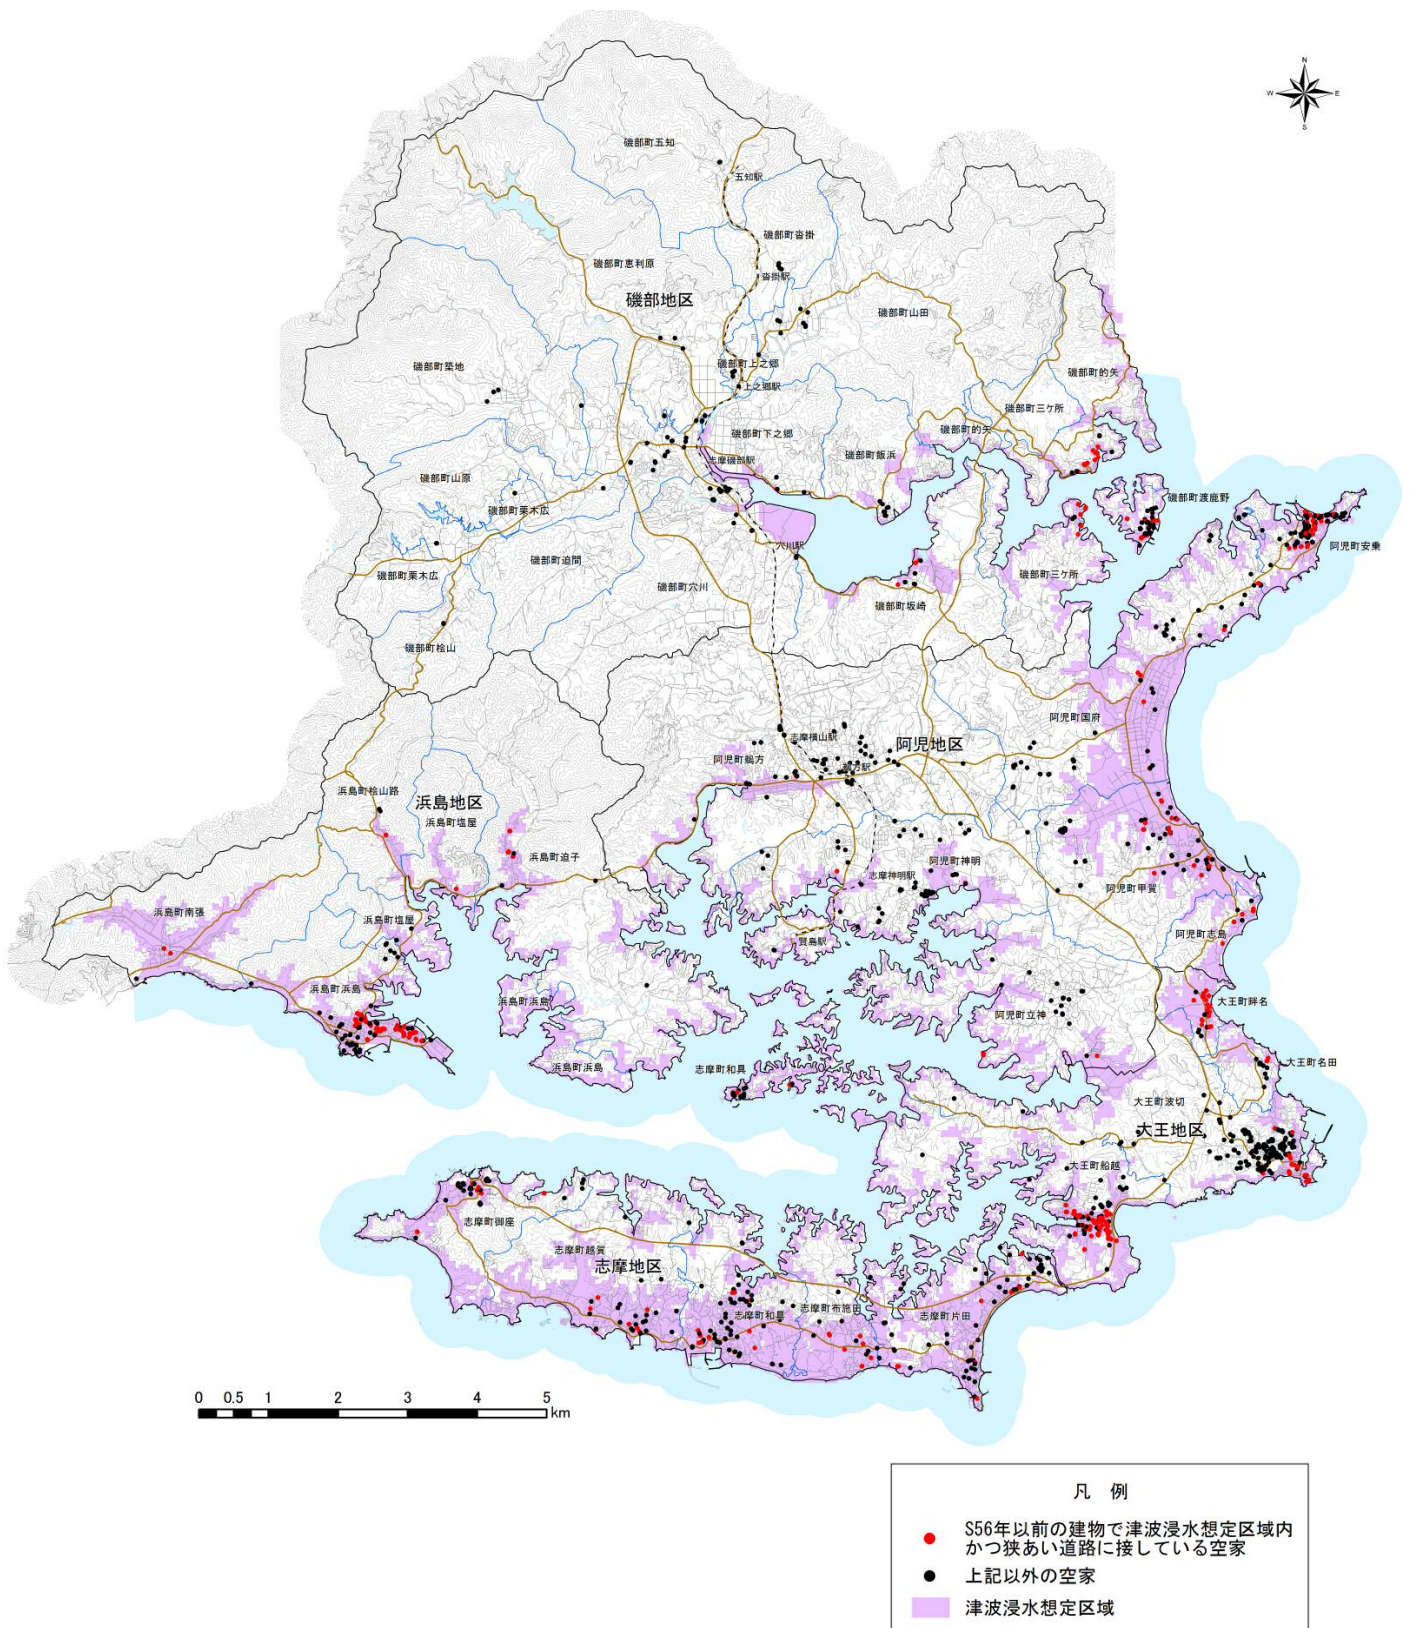 N
W E
S
磯部町五知
五知駅
磯部町沓掛
沓掛駅
磯部町恵利原
磯部地区
磯部町山田
磯部町築地
磯部町上之郷
上之郷駅
磯部町的矢
磯部町三ケ所
磯部町的矢
磯部町下之郷
志摩磯部駅
磯部町飯浜
磯部町山原
磯部町渡鹿野
磯部町栗木広
穴川駅
阿児町安乗
磯部町迫間
磯部町栗木広
磯部町穴川
磯部町三ケ所
磯部町坂崎
磯部町桧山
阿児町国府
志摩横山駅
阿児地区
阿児町鵜方
鵜方駅
浜島町桧山路
浜島地区
浜島町塩屋
浜島町迫子
阿児町神明
志摩神明駅
阿児町甲賀
浜島町南張
浜島町塩屋
阿児町志島
賢島駅
浜島町浜島
浜島町浜島
大王町畔名
阿児町立神
浜島町浜島
志摩町和具
大王町名田
大王町波切
大王地区
大王町船越
志摩町御座
志摩町越賀
志摩地区
志摩町和具
志摩町布施田
志摩町片田
0 0.5 1 2 3 4 5
km
凡 例
S56年以前の建物で津波浸水想定区域内
かつ狭あい道路に接している空家
上記以外の空家
津波浸水想定区域